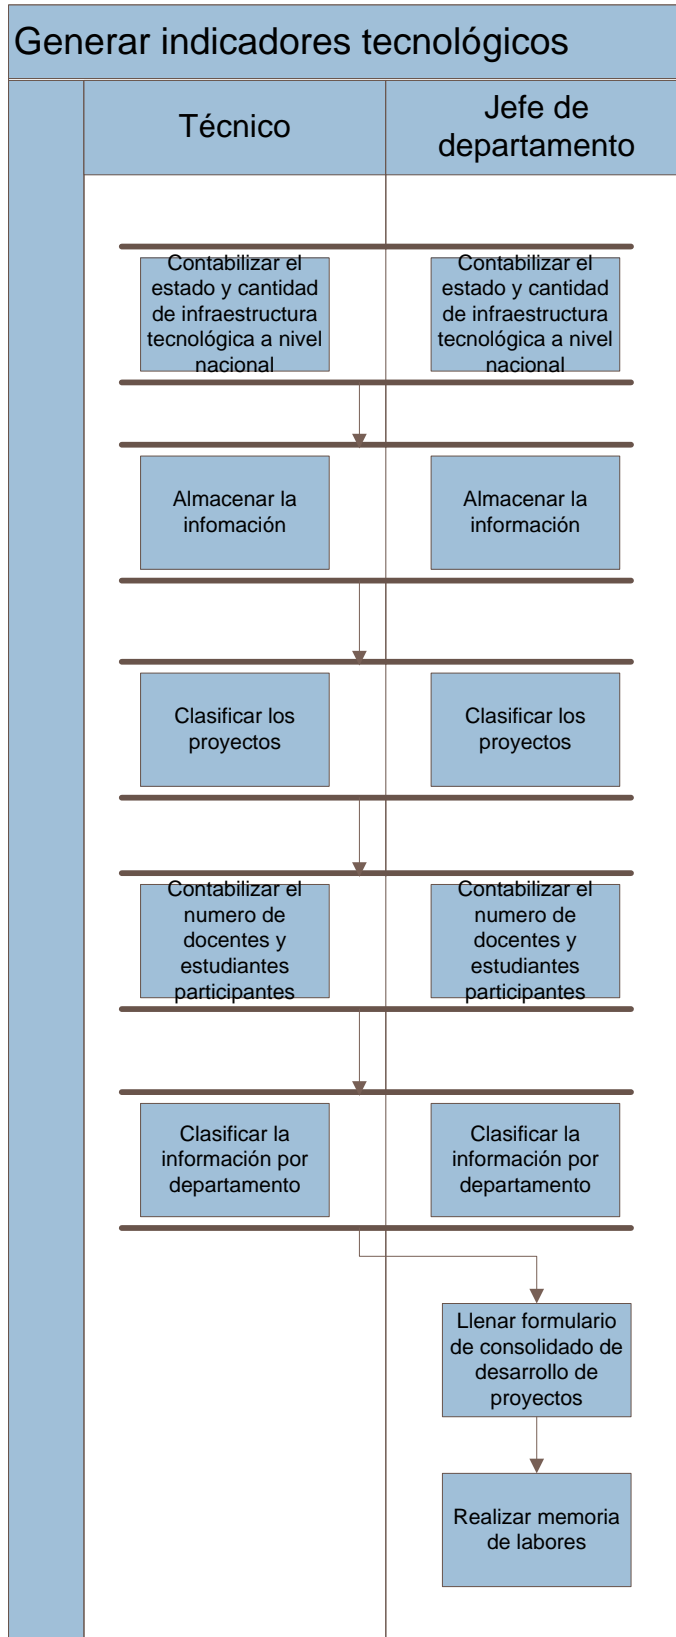 Generar indicadores tecnológicos
Técnico
Jefe de
departamento
Contabilizar el
estado y cantidad
de infraestructura
tecnológica a nivel
nacional
Contabilizar el
estado y cantidad
de infraestructura
tecnológica a nivel
nacional
Almacenar la
infomación
Almacenar la
información
Clasificar los
proyectos
Clasificar los
proyectos
Contabilizar el
numero de
docentes y
estudiantes
participantes
Contabilizar el
numero de
docentes y
estudiantes
participantes
Clasificar la
información por
departamento
Clasificar la
información por
departamento
Llenar formulario
de consolidado de
desarrollo de
proyectos
Realizar memoria
de labores